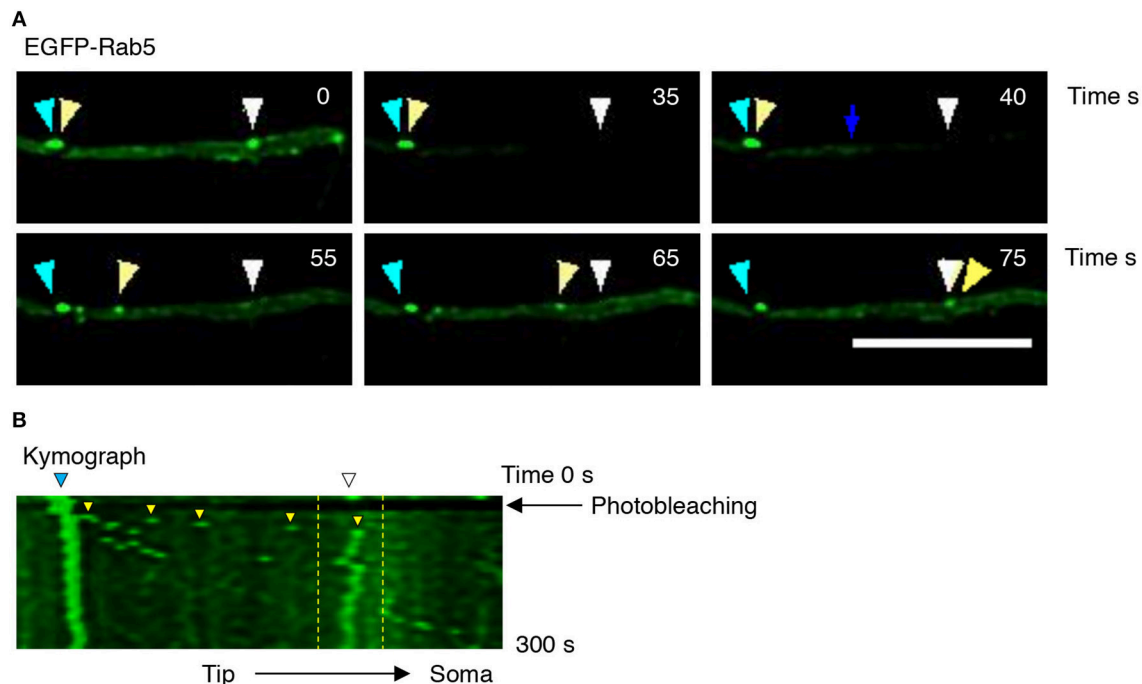 A
EGFP-Rab5
0 35 40 Time s
55 65 75 Time s
B
Kymograph
Time 0 s
Photobleaching
300 s
Tip Soma